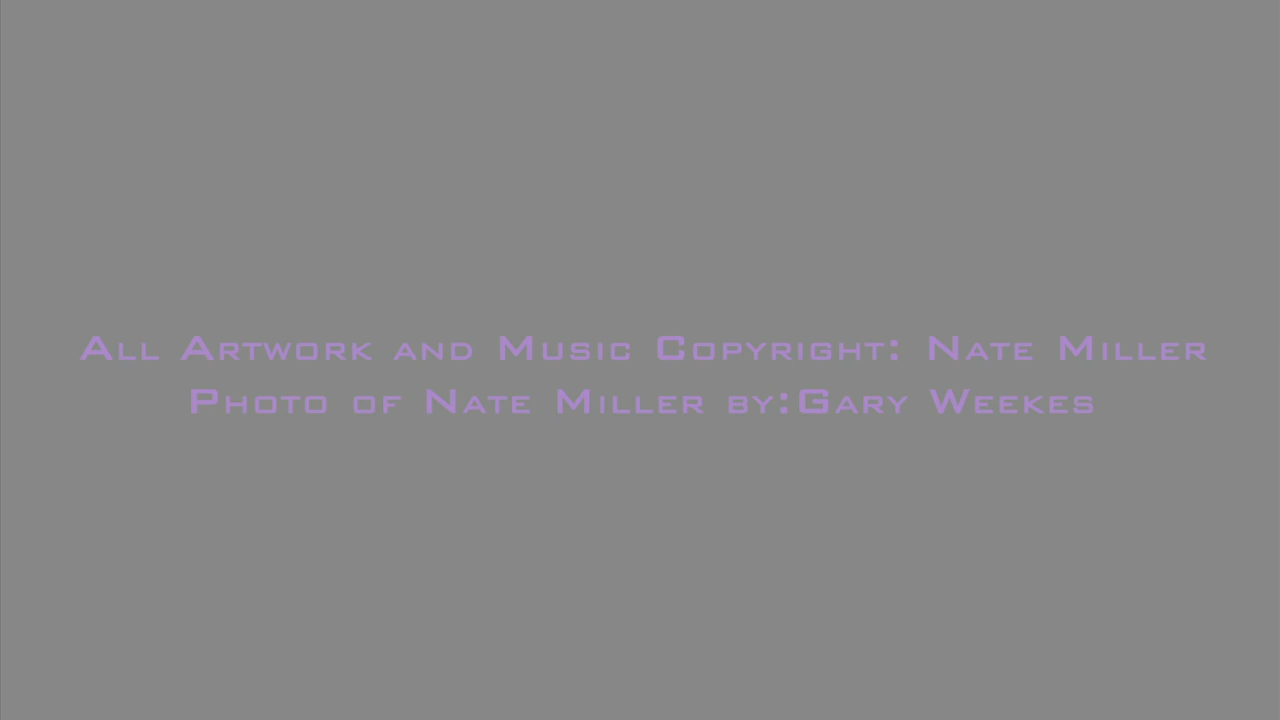 All Artwork and Music Copyright: Nate Miller
Photo of Nate Miller by:Gary Weekes